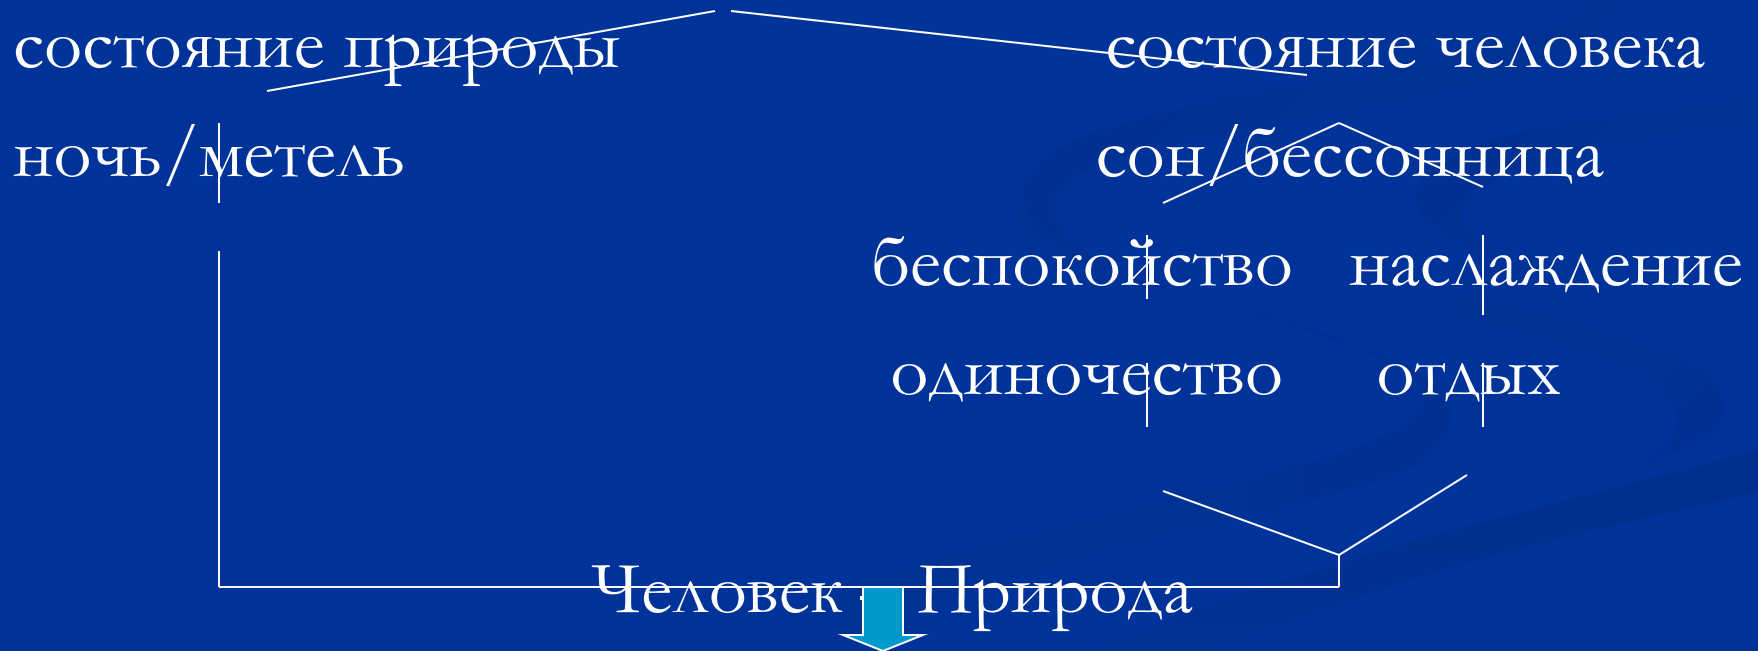 состояние природы состояние человека
ночь/метель сон/бессонница
беспокойство наслаждение
одиночество отдых
Человек - Природа